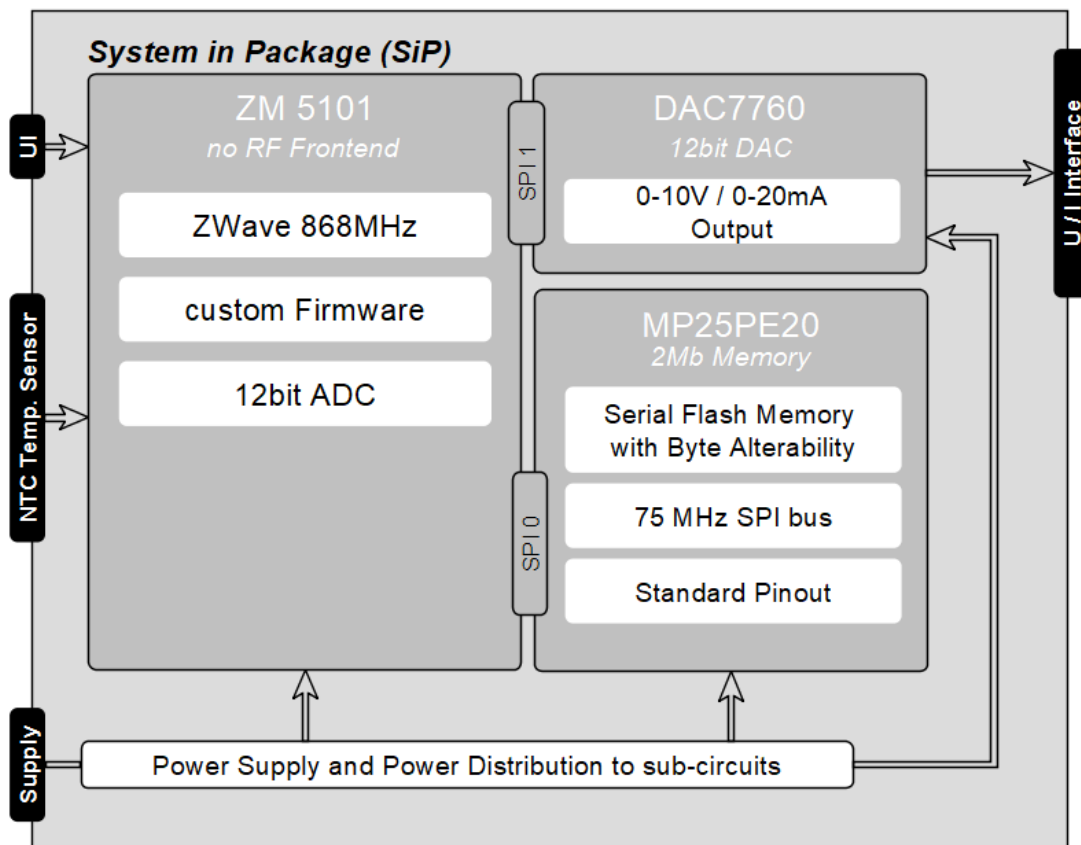 System in Package (SiP)
UI
NTC Temp. Sensor
Supply
ZM 5101
no RF Frontend
ZWave 868MHz
custom Firmware
12bit ADC
SPI 1
SPI 0
DAC7760
12bit DAC
0-10V / 0-20mA
Output
MP25PE20
2Mb Memory
Serial Flash Memory
with Byte Alterability
75 MHz SPI bus
Standard Pinout
U / I Interface
Power Supply and Power Distribution to sub-circuits